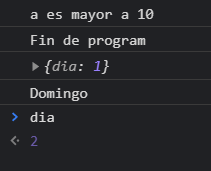 a es mayor a 10
Fin de program
▸ {dia: 1}
Domingo
> dia
<· 2